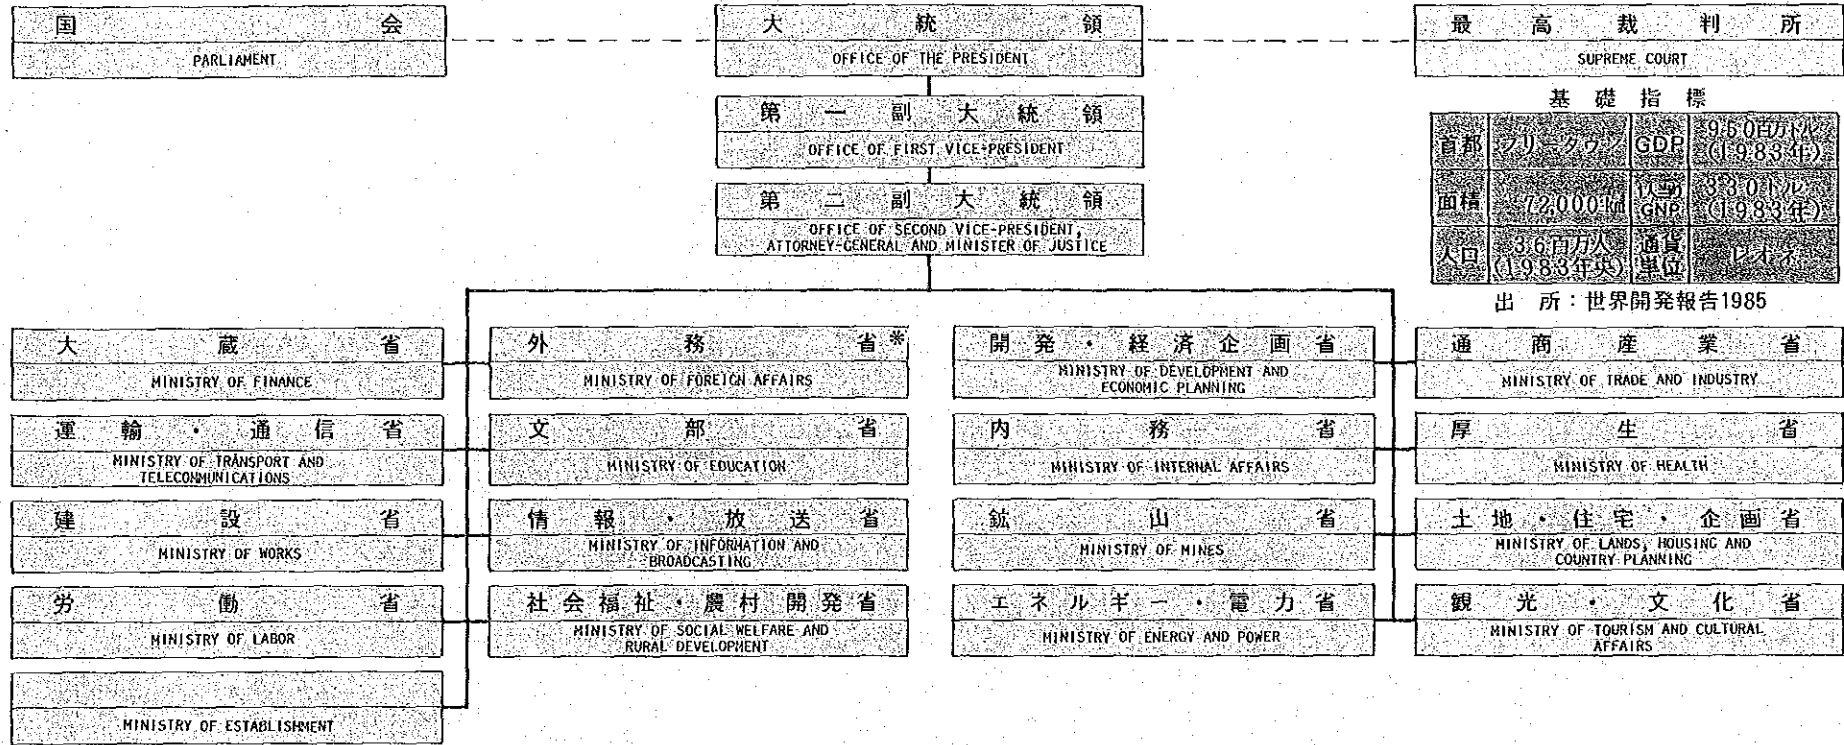 国会
PARLIAMENT
大統領
OFFICE OF THE PRESIDENT
最高裁判所
SUPREME COURT
第一副大統領
OFFICE OF FIRST VICE-PRESIDENT
第二副大統領
OFFICE OF SECOND VICE-PRESIDENT,
ATTORNEY-GENERAL AND MINISTER OF JUSTICE
基礎指標
首都 フリータウン GDP 950百万ドル
(1983年)
面積 72,000㎢ 1人当り GNP 330ドル
(1983年)
人口 3.6百万人
(1983年央) 通貨
単位 レオネ
出所:世界開発報告1985
大蔵省
MINISTRY OF FINANCE
外務省*
MINISTRY OF FOREIGN AFFAIRS
開発・経済企画省
MINISTRY OF DEVELOPMENT AND
ECONOMIC PLANNING
通商産業省
MINISTRY OF TRADE AND INDUSTRY
運輸・通信省
MINISTRY OF TRANSPORT AND
TELECOMMUNICATIONS
文部省
MINISTRY OF EDUCATION
内務省
MINISTRY OF INTERNAL AFFAIRS
厚生省
MINISTRY OF HEALTH
建設省
MINISTRY OF WORKS
情報・放送省
MINISTRY OF INFORMATION AND
BROADCASTING
鉱山省
MINISTRY OF MINES
土地・住宅・企画省
MINISTRY OF LANDS, HOUSING AND
COUNTRY PLANNING
労働省
MINISTRY OF LABOR
社会福祉・農村開発省
MINISTRY OF SOCIAL WELFARE AND
RURAL DEVELOPMENT
エネルギー・電力省
MINISTRY OF ENERGY AND POWER
観光・文化省
MINISTRY OF TOURISM AND CULTURAL
AFFAIRS
MINISTRY OF ESTABLISHMENT